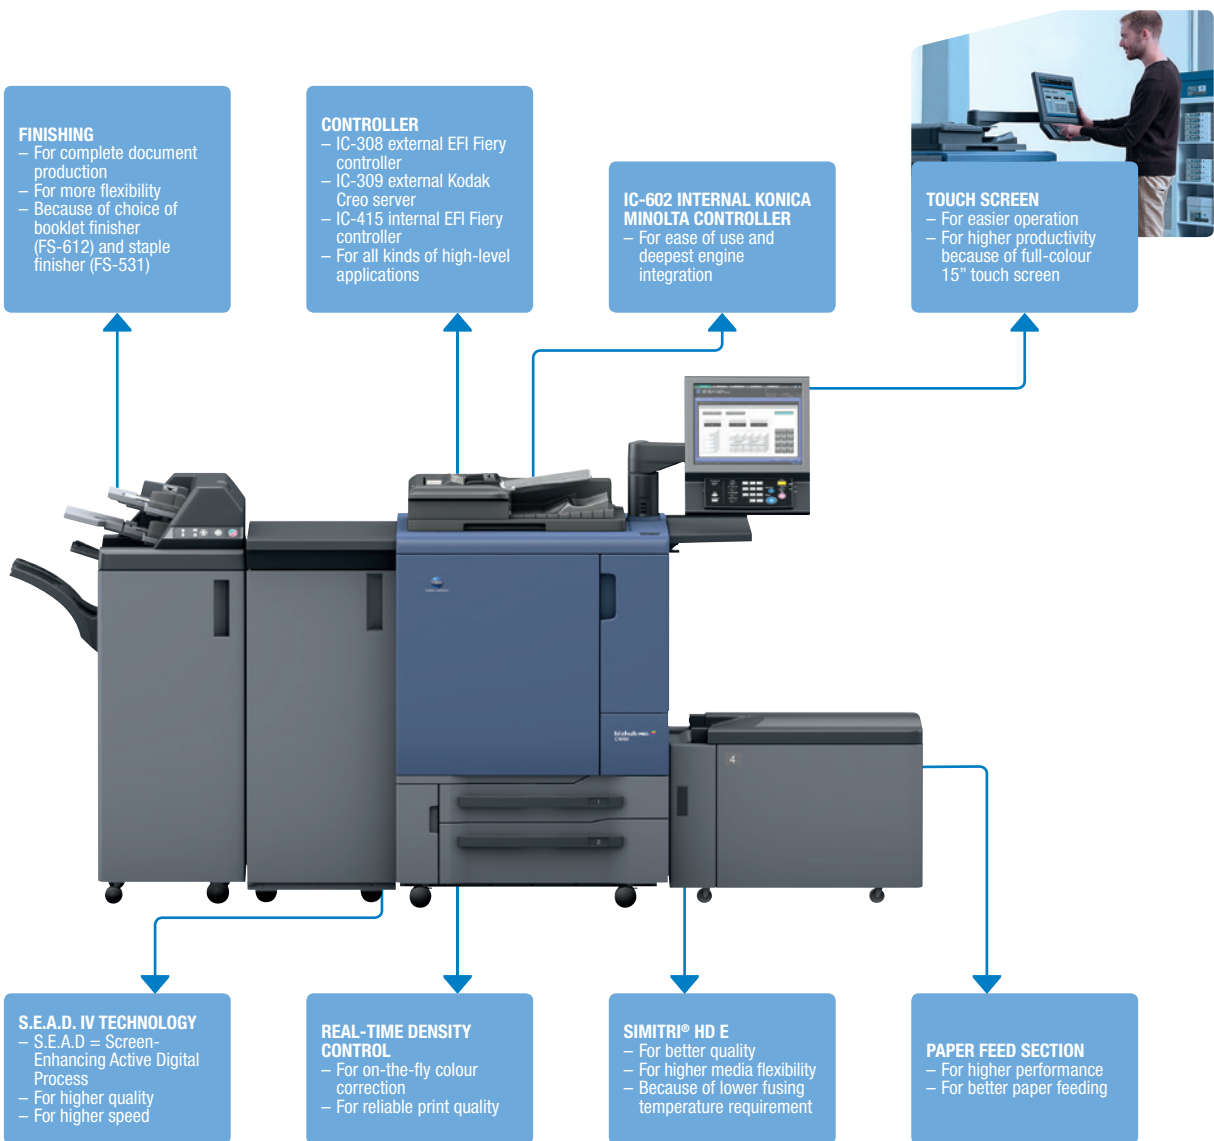 FINISHING
– For complete document
production
– For more flexibility
– Because of choice of
booklet finisher
(FS-612) and staple
finisher (FS-531)
CONTROLLER
– IC-308 external EFI Fiery
controller
– IC-309 external Kodak
Creo server
– IC-415 internal EFI Fiery
controller
– For all kinds of high-level
applications
IC-602 INTERNAL KONICA
MINOLTA CONTROLLER
– For ease of use and
deepest engine
integration
TOUCH SCREEN
– For easier operation
– For higher productivity
because of full-colour
15” touch screen
bizhub PRO
4
1
2
S.E.A.D. IV TECHNOLOGY
– S.E.A.D = Screen-
Enhancing Active Digital
Process
– For higher quality
– For higher speed
REAL-TIME DENSITY
CONTROL
– For on-the-fly colour
correction
– For reliable print quality
SIMITRI® HD E
– For better quality
– For higher media flexibility
– Because of lower fusing
temperature requirement
PAPER FEED SECTION
– For higher performance
– For better paper feeding